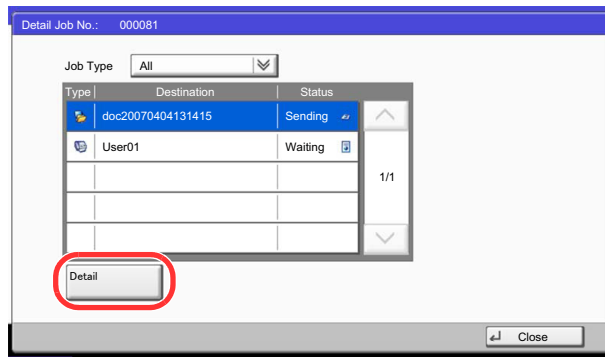 Detail Job No.: 000081
Job Type All
Type Destination Status
doc20070404131415 Sending
User01 Waiting
1/1
Detail
Close